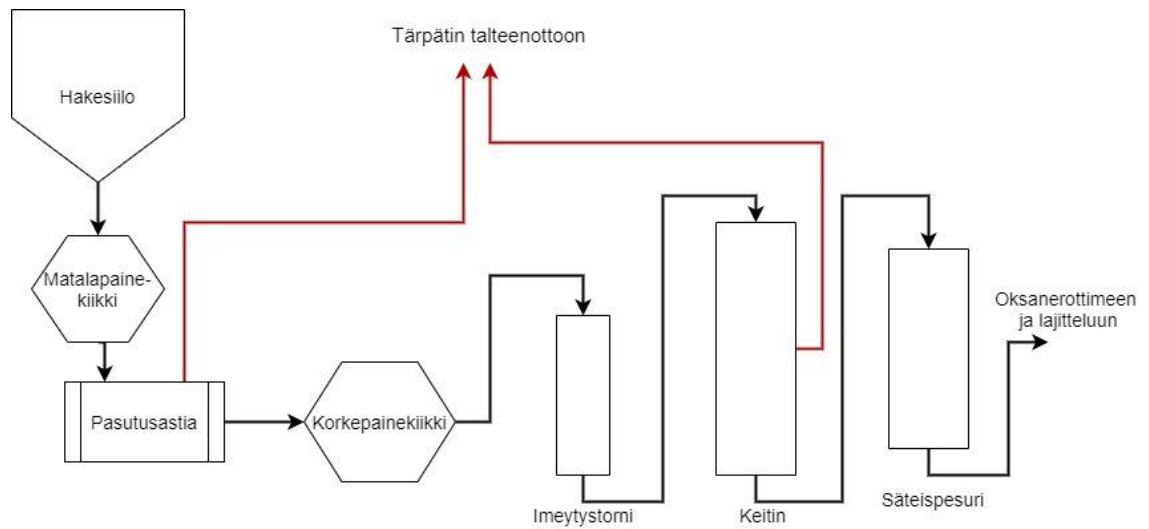 Tärpätin talteenottoon
Hakesiilo
Matalapaine-
kiikki
Pasutusastia
Korkepainekiikki
Oksanerottimeen
ja lajitteluun
Imeytystorni
Keitin
Säteispesuri